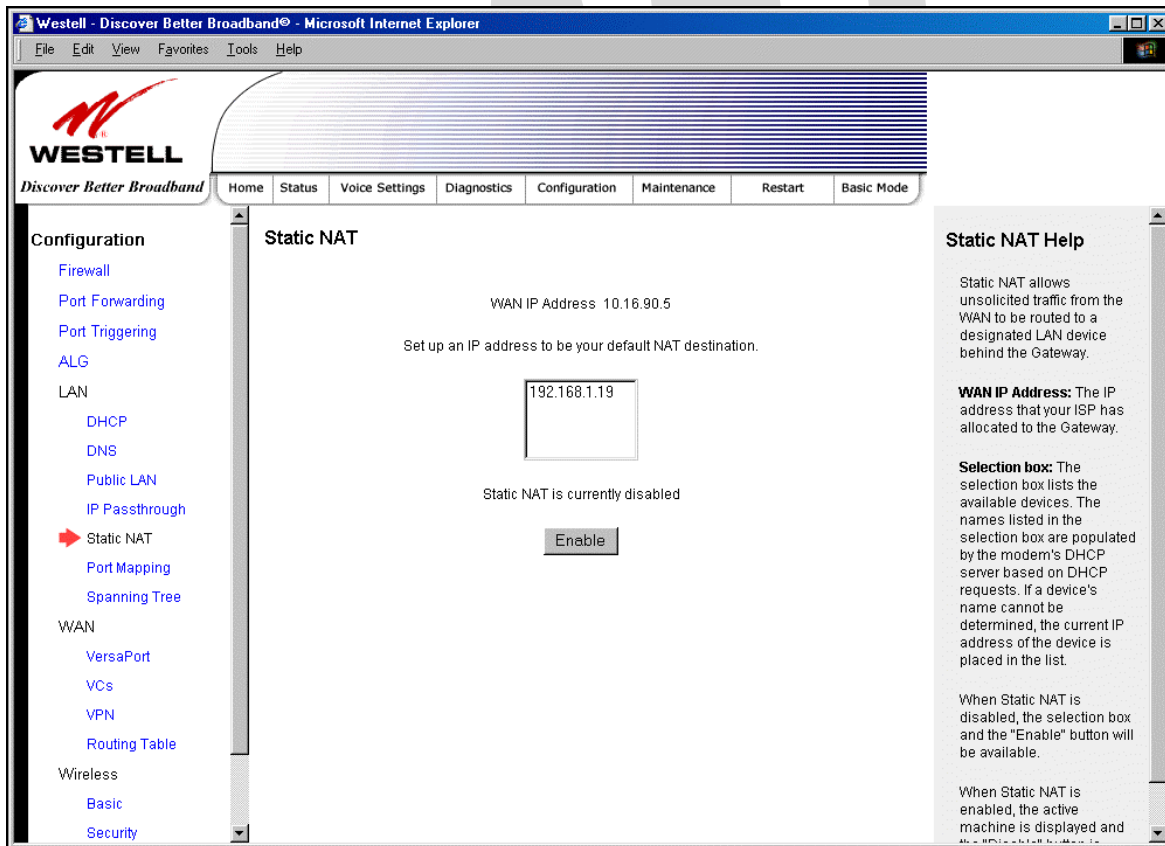 Westell - Discover Better Broadband® - Microsoft Internet Explorer
File Edit View Favorites Tools Help
WESTELL
Discover Better Broadband
Home Status Voice Settings Diagnostics Configuration Maintenance Restart Basic Mode
Configuration
Firewall
Port Forwarding
Port Triggering
ALG
LAN
DHCP
DNS
Public LAN
IP Passthrough
Static NAT
Port Mapping
Spanning Tree
WAN
VersaPort
VCs
VPN
Routing Table
Wireless
Basic
Security
Static NAT
WAN IP Address 10.16.90.5
Set up an IP address to be your default NAT destination.
192.168.1.19
Static NAT is currently disabled
Enable
Static NAT Help
Static NAT allows
unsolicited traffic from the
WAN to be routed to a
designated LAN device
behind the Gateway.
WAN IP Address: The IP
address that your ISP has
allocated to the Gateway.
Selection box: The
selection box lists the
available devices. The
names listed in the
selection box are populated
by the modem's DHCP
server based on DHCP
requests. If a device's
name cannot be
determined, the current IP
address of the device is
placed in the list.
When Static NAT is
disabled, the selection box
and the "Enable" button will
be available.
When Static NAT is
enabled, the active
machine is displayed and
the "Disable" button is